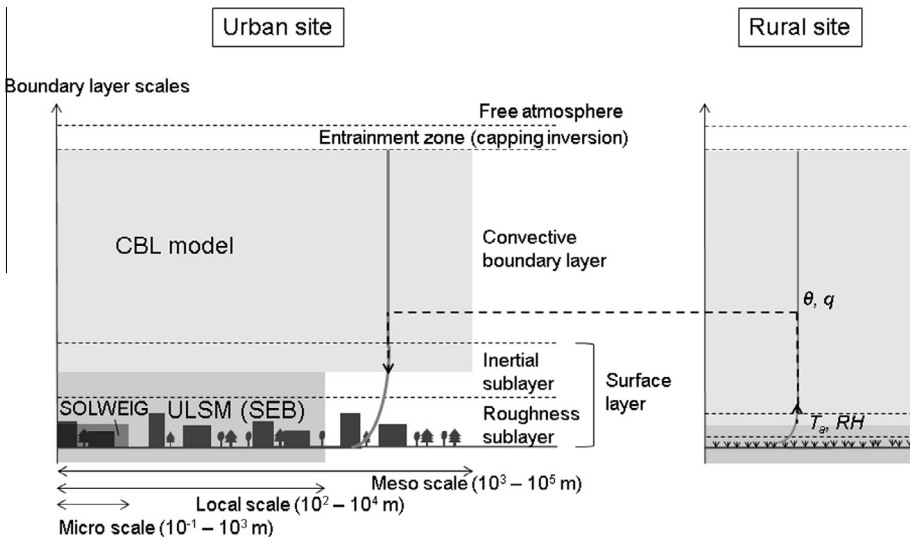 Urban site
Rural site
Boundary layer scales
Free atmosphere
Entrainment zone (capping inversion)
CBL model
Convective
boundary layer
θ, q
Inertial
sublayer
Surface
layer
SOLWEIG
ULSM (SEB)
Roughness
sublayer
Tₐ, RH
Meso scale (10³ – 10⁵ m)
Local scale (10² – 10⁴ m)
Micro scale (10⁻¹ – 10³ m)